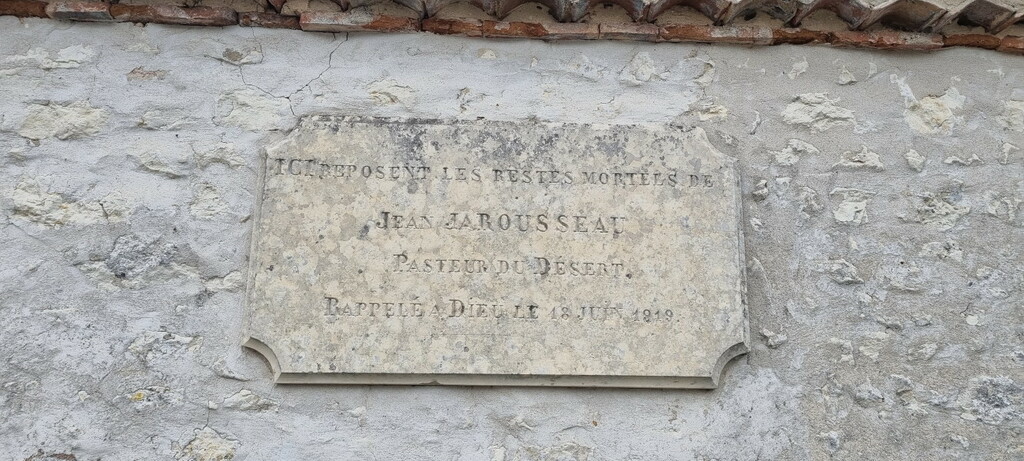 ICI REPOSENT LES RESTES MORTELS DE
JEAN JAROUSSEAU
PASTEUR DU DÉSERT.
RAPPELÉ A DIEU LE 18 JUIN 1819.